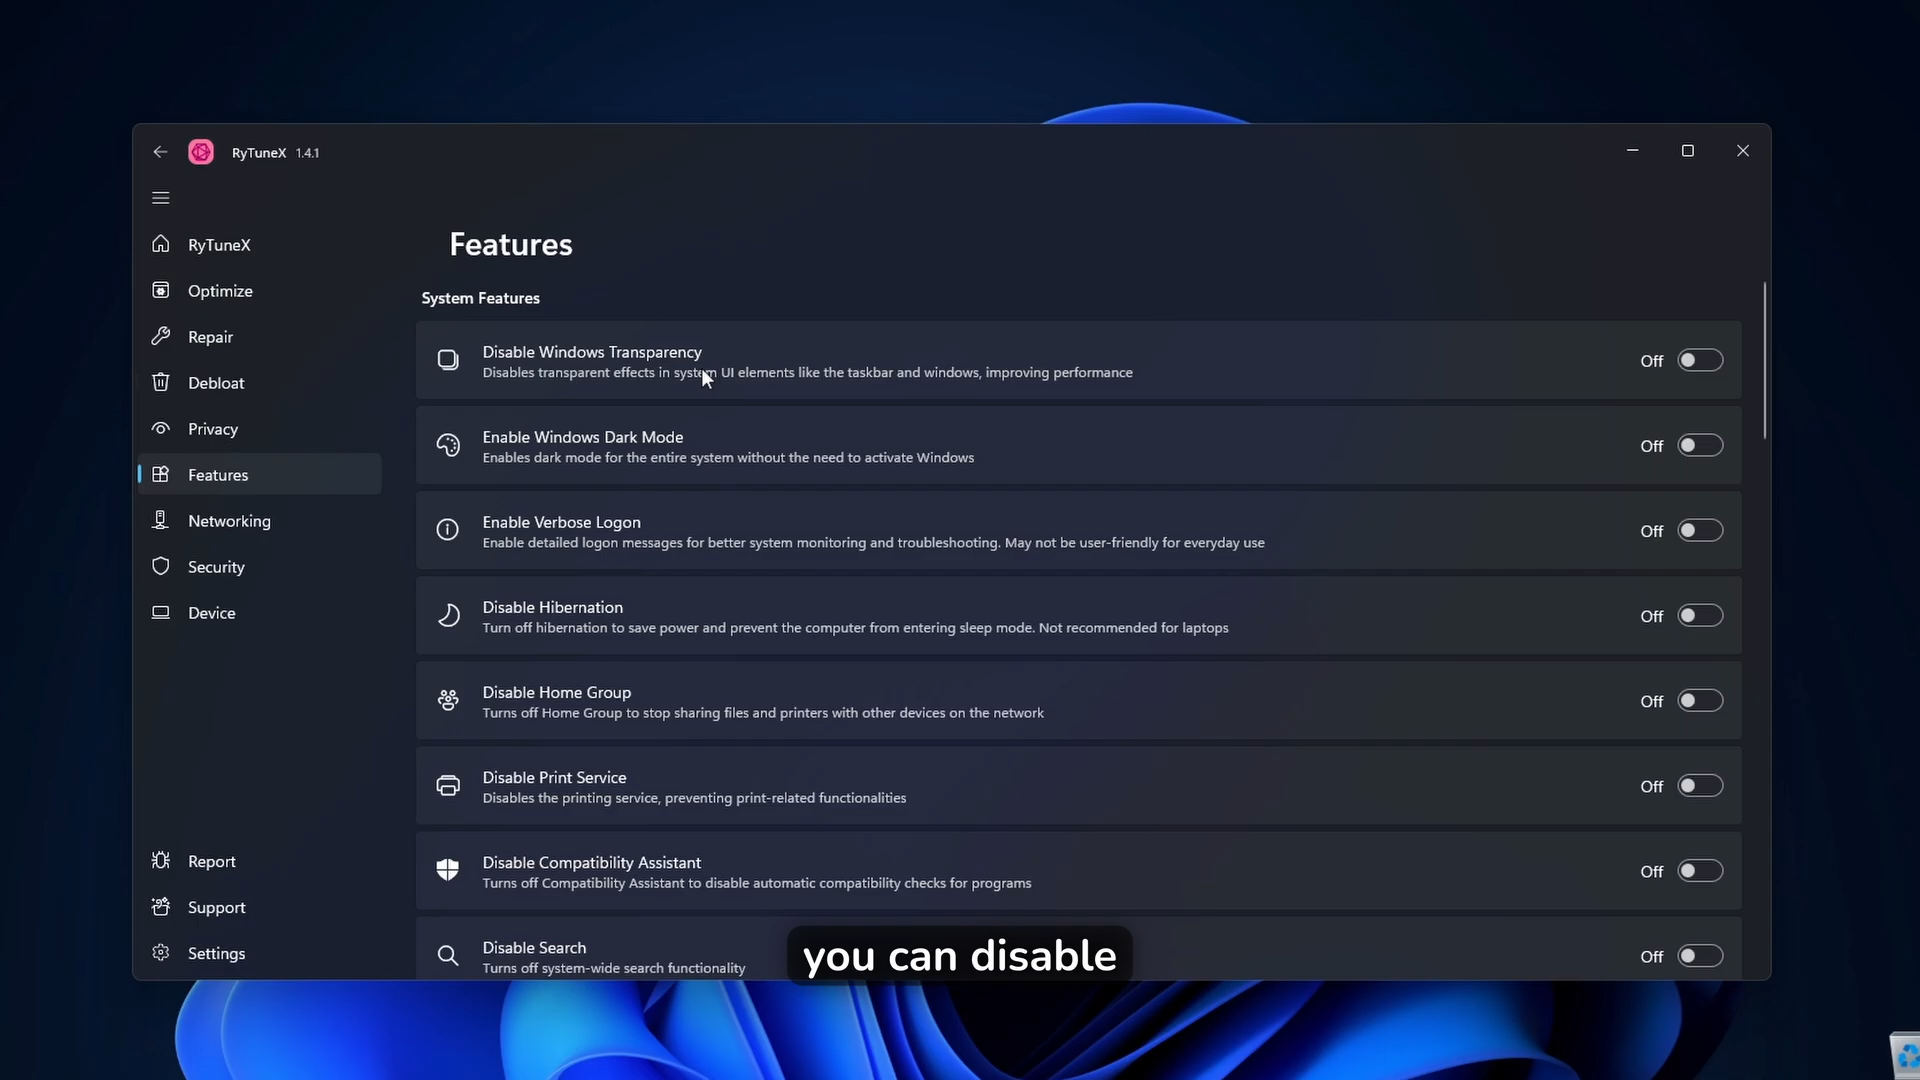 RyTuneX 1.4.1
RyTuneX
Optimize
Repair
Debloat
Privacy
Features
Networking
Security
Device
Report
Support
Settings
Features
System Features
Disable Windows Transparency
Disables transparent effects in system UI elements like the taskbar and windows, improving performance
Off
Enable Windows Dark Mode
Enables dark mode for the entire system without the need to activate Windows
Off
Enable Verbose Logon
Enable detailed logon messages for better system monitoring and troubleshooting. May not be user-friendly for everyday use
Off
Disable Hibernation
Turn off hibernation to save power and prevent the computer from entering sleep mode. Not recommended for laptops
Off
Disable Home Group
Turns off Home Group to stop sharing files and printers with other devices on the network
Off
Disable Print Service
Disables the printing service, preventing print-related functionalities
Off
Disable Compatibility Assistant
Turns off Compatibility Assistant to disable automatic compatibility checks for programs
Off
Disable Search
Turns off system-wide search functionality
Off
you can disable